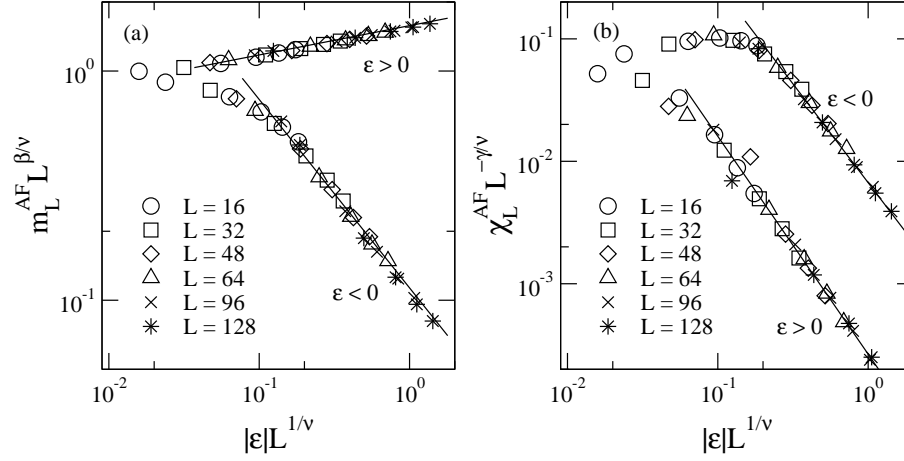 (a)
ε > 0
ε < 0
10^0
10^-1
m_L^AF L^β/ν
L = 16
L = 32
L = 48
L = 64
L = 96
L = 128
10^-2
10^-1
10^0
|ε|L^1/ν
(b)
ε < 0
ε > 0
10^-1
10^-2
10^-3
χ_L^AF L^-γ/ν
L = 16
L = 32
L = 48
L = 64
L = 96
L = 128
10^-2
10^-1
10^0
|ε|L^1/ν